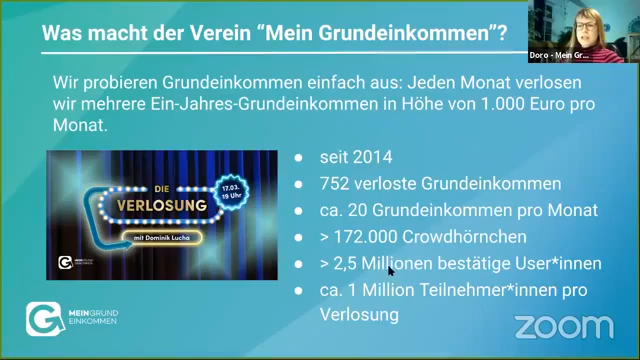 Was macht der Verein “Mein Grundeinkommen”?
Doro - Mein Gr...
Wir probieren Grundeinkommen einfach aus: Jeden Monat verlosen
wir mehrere Ein-Jahres-Grundeinkommen in Höhe von 1.000 Euro pro
Monat.
DIE
VERLOSUNG
17.03.
19 Uhr
mit Dominik Lucha
● seit 2014
● 752 verloste Grundeinkommen
● ca. 20 Grundeinkommen pro Monat
● > 172.000 Crowdhörnchen
● > 2,5 Millionen bestätige User*innen
● ca. 1 Million Teilnehmer*innen pro
Verlosung
MEINGRUND
EINKOMMEN
zoom